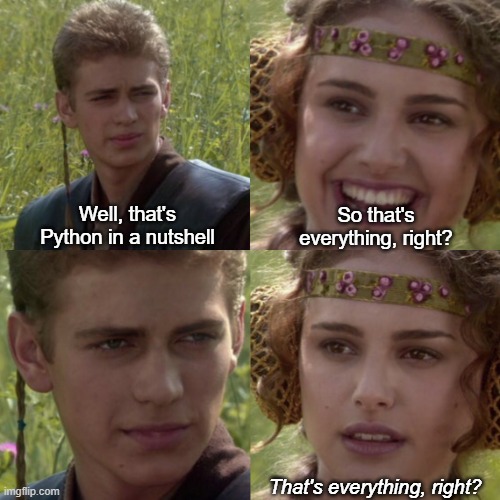 Well, that's
Python in a nutshell
So that's
everything, right?
That's everything, right?
imgflip.com